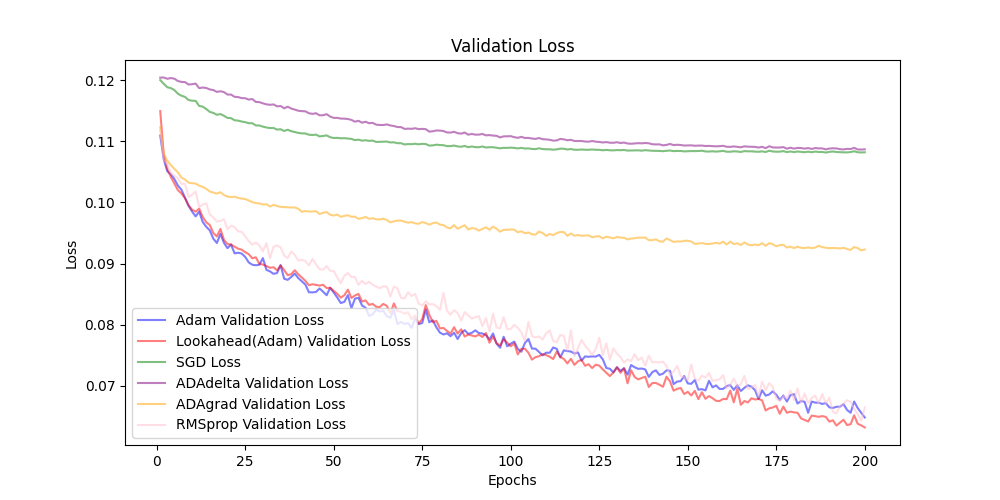 Validation Loss
0.12
0.11
0.10
0.09
0.08
0.07
Loss
Adam Validation Loss
Lookahead(Adam) Validation Loss
SGD Loss
ADAdelta Validation Loss
ADAgrad Validation Loss
RMSprop Validation Loss
0 25 50 75 100 125 150 175 200
Epochs